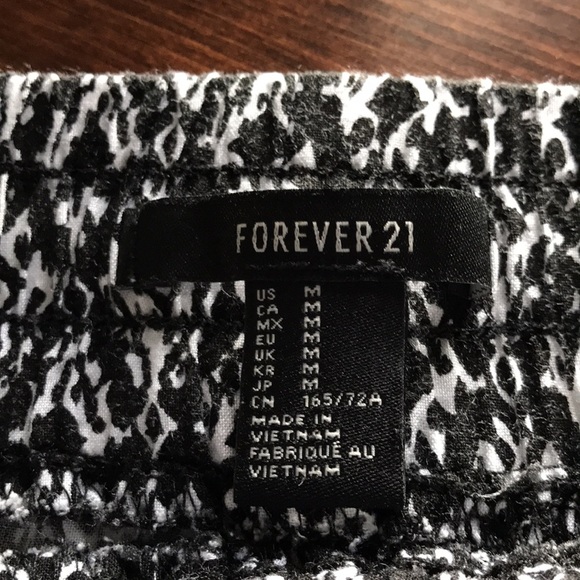 FOREVER 21
US M
CA M
MX M
EU M
UK M
KR M
JP M
CN 165/72A
MADE IN
VIETNAM
FABRIQUÉ AU
VIETNAM